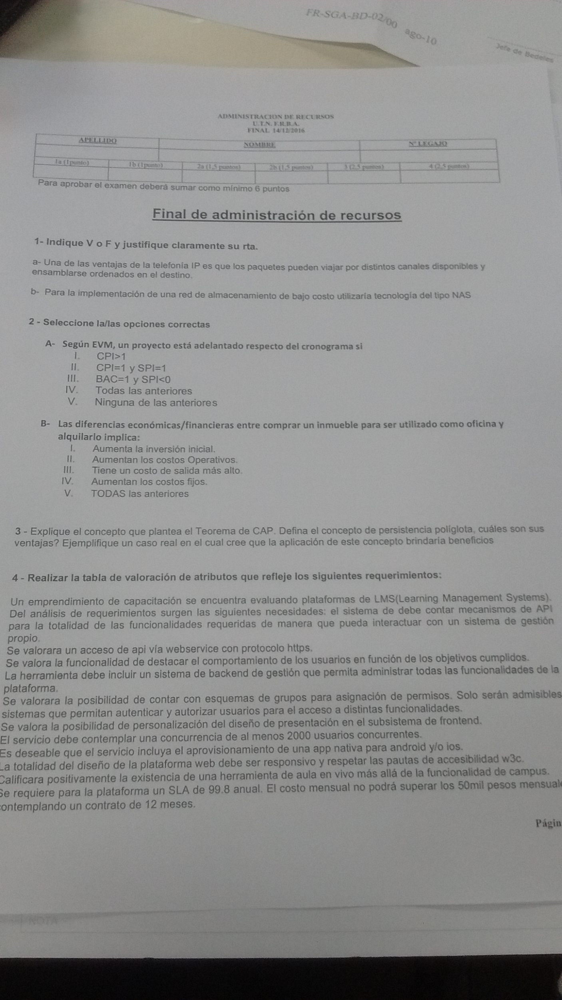 FR-SGA-BD-02/00 ago-10
Jefe de Bedeles
ADMINISTRACION DE RECURSOS
U.T.N. F.R.B.A.
FINAL 14/12/2016
APELLIDO NOMBRE Nº LEGAJO
1a (1punto) 1b (1punto) 2a (1,5 puntos) 2b (1,5 puntos) 3 (2,5 puntos) 4 (2,5 puntos)
Para aprobar el examen deberá sumar como mínimo 6 puntos
Final de administración de recursos
1- Indique V o F y justifique claramente su rta.
a- Una de las ventajas de la telefonía IP es que los paquetes pueden viajar por distintos canales disponibles y
ensamblarse ordenados en el destino.
b- Para la implementación de una red de almacenamiento de bajo costo utilizaría tecnología del tipo NAS
2 - Seleccione la/las opciones correctas
A- Según EVM, un proyecto está adelantado respecto del cronograma si
I. CPI>1
II. CPI=1 y SPI=1
III. BAC=1 y SPI<0
IV. Todas las anteriores
V. Ninguna de las anteriores
B- Las diferencias económicas/financieras entre comprar un inmueble para ser utilizado como oficina y
alquilarlo implica:
I. Aumenta la inversión inicial.
II. Aumentan los costos Operativos.
III. Tiene un costo de salida más alto.
IV. Aumentan los costos fijos.
V. TODAS las anteriores
3 - Explique el concepto que plantea el Teorema de CAP. Defina el concepto de persistencia políglota, cuáles son sus
ventajas? Ejemplifique un caso real en el cual cree que la aplicación de este concepto brindaría beneficios
4 - Realizar la tabla de valoración de atributos que refleje los siguientes requerimientos:
Un emprendimiento de capacitación se encuentra evaluando plataformas de LMS(Learning Management Systems).
Del análisis de requerimientos surgen las siguientes necesidades: el sistema de debe contar mecanismos de API
para la totalidad de las funcionalidades requeridas de manera que pueda interactuar con un sistema de gestión
propio.
Se valorara un acceso de api vía webservice con protocolo https.
Se valora la funcionalidad de destacar el comportamiento de los usuarios en función de los objetivos cumplidos.
La herramienta debe incluir un sistema de backend de gestión que permita administrar todas las funcionalidades de la
plataforma.
Se valorara la posibilidad de contar con esquemas de grupos para asignación de permisos. Solo serán admisibles
sistemas que permitan autenticar y autorizar usuarios para el acceso a distintas funcionalidades.
Se valora la posibilidad de personalización del diseño de presentación en el subsistema de frontend.
El servicio debe contemplar una concurrencia de al menos 2000 usuarios concurrentes.
Es deseable que el servicio incluya el aprovisionamiento de una app nativa para android y/o ios.
La totalidad del diseño de la plataforma web debe ser responsivo y respetar las pautas de accesibilidad w3c.
Calificara positivamente la existencia de una herramienta de aula en vivo más allá de la funcionalidad de campus.
Se requiere para la plataforma un SLA de 99.8 anual. El costo mensual no podrá superar los 50mil pesos mensuale
contemplando un contrato de 12 meses.
Págin
NOTA